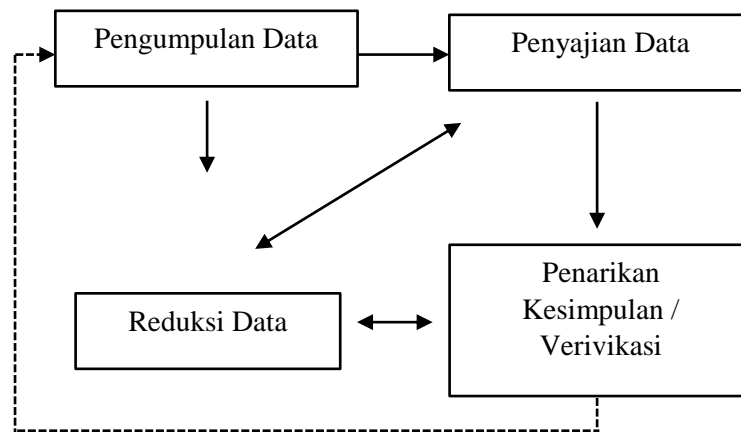 Pengumpulan Data
Penyajian Data
Reduksi Data
Penarikan
Kesimpulan /
Verivikasi